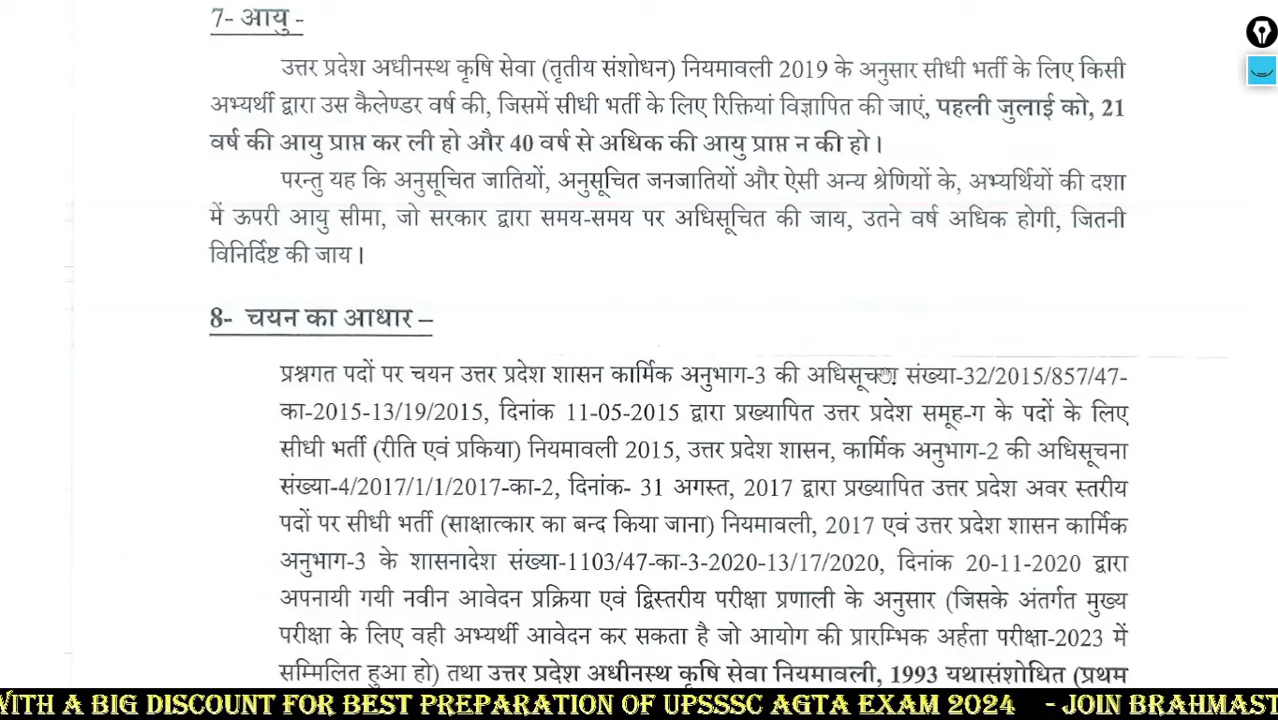 7- आयु -
उत्तर प्रदेश अधीनस्थ कृषि सेवा (तृतीय संशोधन) नियमावली 2019 के अनुसार सीधी भर्ती के लिए किसी
अभ्यर्थी द्वारा उस कैलेण्डर वर्ष की, जिसमें सीधी भर्ती के लिए रिक्तियां विज्ञापित की जाएं, पहली जुलाई को, 21
वर्ष की आयु प्राप्त कर ली हो और 40 वर्ष से अधिक की आयु प्राप्त न की हो।
परन्तु यह कि अनुसूचित जातियों, अनुसूचित जनजातियों और ऐसी अन्य श्रेणियों के, अभ्यर्थियों की दशा
में ऊपरी आयु सीमा, जो सरकार द्वारा समय-समय पर अधिसूचित की जाय, उतने वर्ष अधिक होगी, जितनी
विनिर्दिष्ट की जाय।
8- चयन का आधार –
प्रश्नगत पदों पर चयन उत्तर प्रदेश शासन कार्मिक अनुभाग-3 की अधिसूचना संख्या-32/2015/857/47-
का-2015-13/19/2015, दिनांक 11-05-2015 द्वारा प्रख्यापित उत्तर प्रदेश समूह-ग के पदों के लिए
सीधी भर्ती (रीति एवं प्रकिया) नियमावली 2015, उत्तर प्रदेश शासन, कार्मिक अनुभाग-2 की अधिसूचना
संख्या-4/2017/1/1/2017-का-2, दिनांक- 31 अगस्त, 2017 द्वारा प्रख्यापित उत्तर प्रदेश अवर स्तरीय
पदों पर सीधी भर्ती (साक्षात्कार का बन्द किया जाना) नियमावली, 2017 एवं उत्तर प्रदेश शासन कार्मिक
अनुभाग-3 के शासनादेश संख्या-1103/47-का-3-2020-13/17/2020, दिनांक 20-11-2020 द्वारा
अपनायी गयी नवीन आवेदन प्रक्रिया एवं द्विस्तरीय परीक्षा प्रणाली के अनुसार (जिसके अंतर्गत मुख्य
परीक्षा के लिए वही अभ्यर्थी आवेदन कर सकता है जो आयोग की प्रारम्भिक अर्हता परीक्षा-2023 में
सम्मिलित हुआ हो) तथा उत्तर प्रदेश अधीनस्थ कृषि सेवा नियमावली, 1993 यथासंशोधित (प्रथम
WITH A BIG DISCOUNT FOR BEST PREPARATION OF UPSSSC AGTA EXAM 2024 - JOIN BRAHMAST